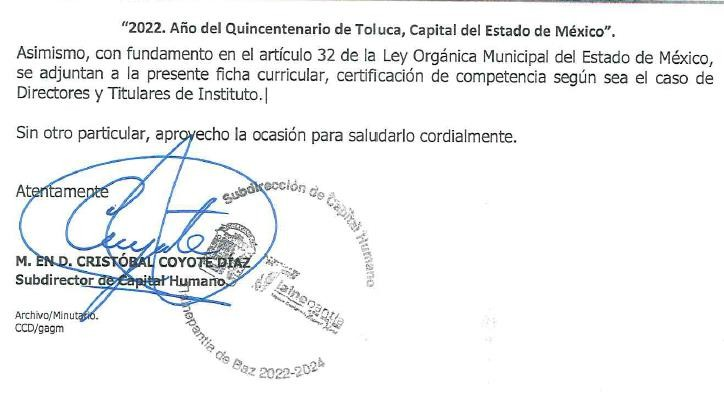 “2022. Año del Quincentenario de Toluca, Capital del Estado de México”.
Asimismo, con fundamento en el artículo 32 de la Ley Orgánica Municipal del Estado de México,
se adjuntan a la presente ficha curricular, certificación de competencia según sea el caso de
Directores y Titulares de Instituto.|
Sin otro particular, aprovecho la ocasión para saludarlo cordialmente.
Atentamente
M. EN D. CRISTÓBAL COYOTE DÍAZ
Subdirector de Capital Humano.
Archivo/Minutario.
CCD/gagm
Subdirección de Capital Humano
Tlalnepantla
Tlalnepantla de Baz 2022-2024